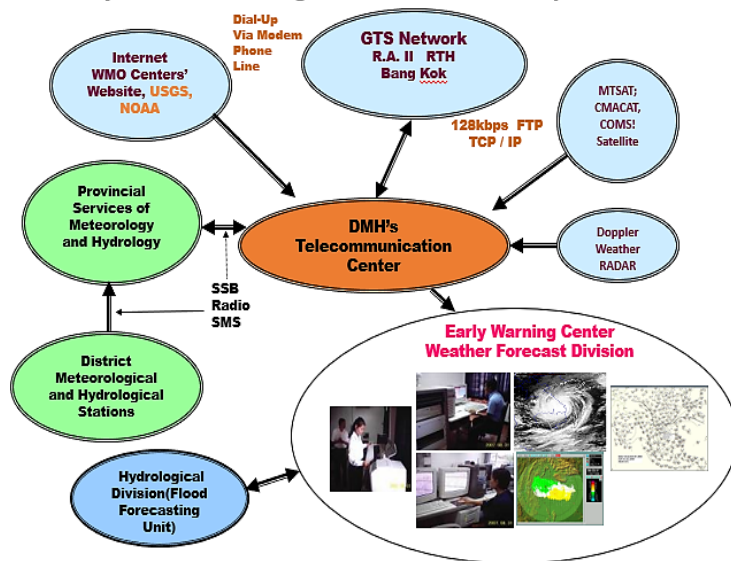 Dial-Up
Via Modem
Phone
Line
Internet
WMO Centers'
Website, USGS,
NOAA
GTS Network
R.A. II RTH
Bang Kok
MTSAT;
CMACAT,
COMS!
Satellite
128kbps FTP
TCP / IP
Provincial
Services of
Meteorology
and Hydrology
DMH's
Telecommunication
Center
Doppler
Weather
RADAR
SSB
Radio
SMS
District
Meteorological
and Hydrological
Stations
Early Warning Center
Weather Forecast Division
Hydrological
Division(Flood
Forecasting
Unit)